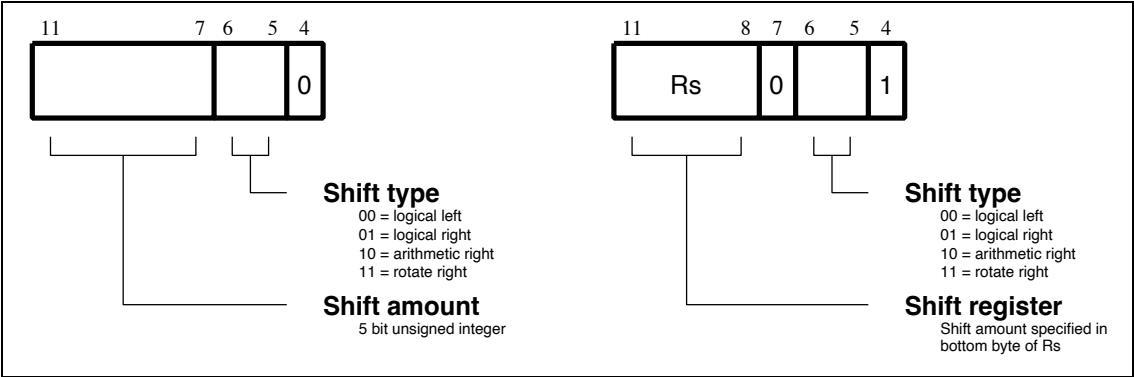 11 7 6 5 4
0
Shift type
00 = logical left
01 = logical right
10 = arithmetic right
11 = rotate right
Shift amount
5 bit unsigned integer
11 8 7 6 5 4
Rs 0 1
Shift type
00 = logical left
01 = logical right
10 = arithmetic right
11 = rotate right
Shift register
Shift amount specified in
bottom byte of Rs